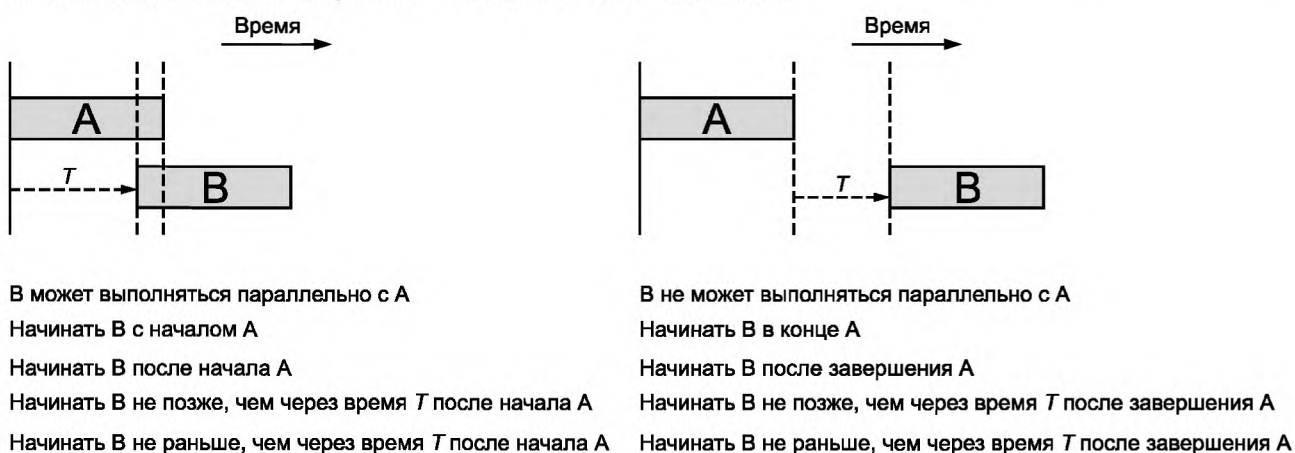 Время
A
T
B
В может выполняться параллельно с А
Начинать В с началом А
Начинать В после начала А
Начинать В не позже, чем через время T после начала А
Начинать В не раньше, чем через время T после начала А
Время
A
T
B
В не может выполняться параллельно с А
Начинать В в конце А
Начинать В после завершения А
Начинать В не позже, чем через время T после завершения А
Начинать В не раньше, чем через время T после завершения А